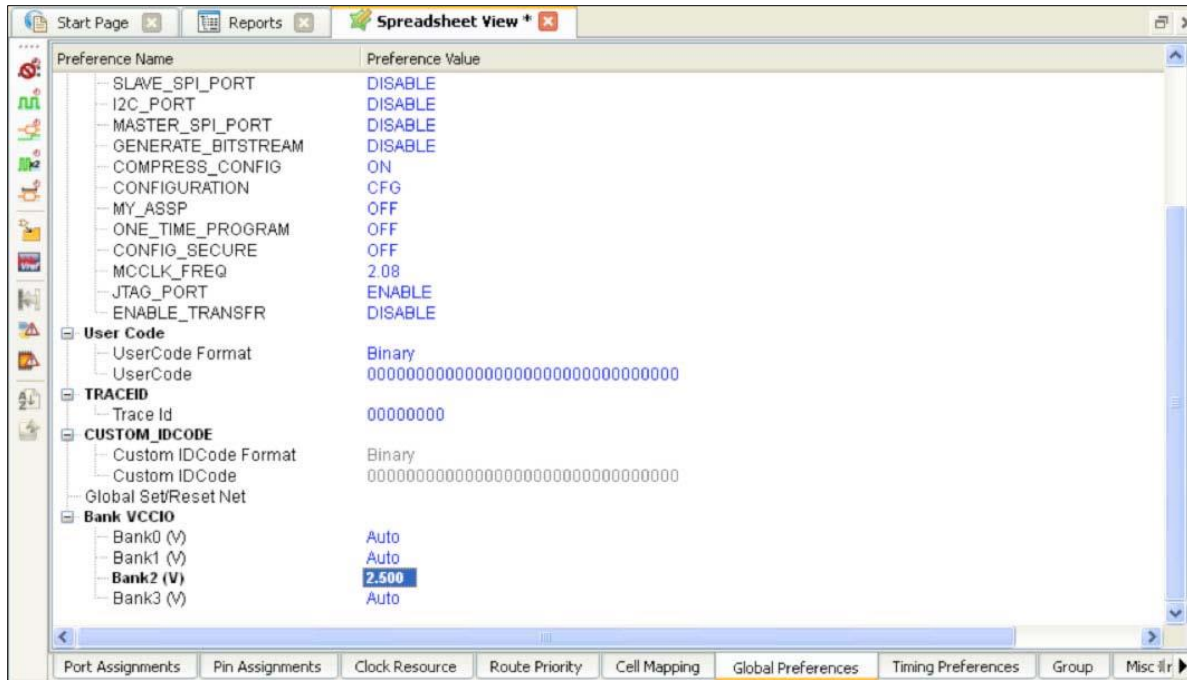 Start Page Reports Spreadsheet View *
Preference Name Preference Value
SLAVE_SPI_PORT DISABLE
I2C_PORT DISABLE
MASTER_SPI_PORT DISABLE
GENERATE_BITSTREAM DISABLE
COMPRESS_CONFIG ON
CONFIGURATION CFG
MY_ASSP OFF
ONE_TIME_PROGRAM OFF
CONFIG_SECURE OFF
MCCLK_FREQ 2.08
JTAG_PORT ENABLE
ENABLE_TRANSFR DISABLE
User Code
UserCode Format Binary
UserCode 00000000000000000000000000000000
TRACEID
Trace Id 00000000
CUSTOM_IDCODE
Custom IDCode Format Binary
Custom IDCode 00000000000000000000000000000000
Global Set/Reset Net
Bank VCCIO
Bank0 (V) Auto
Bank1 (V) Auto
Bank2 (V) 2.500
Bank3 (V) Auto
Port Assignments Pin Assignments Clock Resource Route Priority Cell Mapping Global Preferences Timing Preferences Group Misc